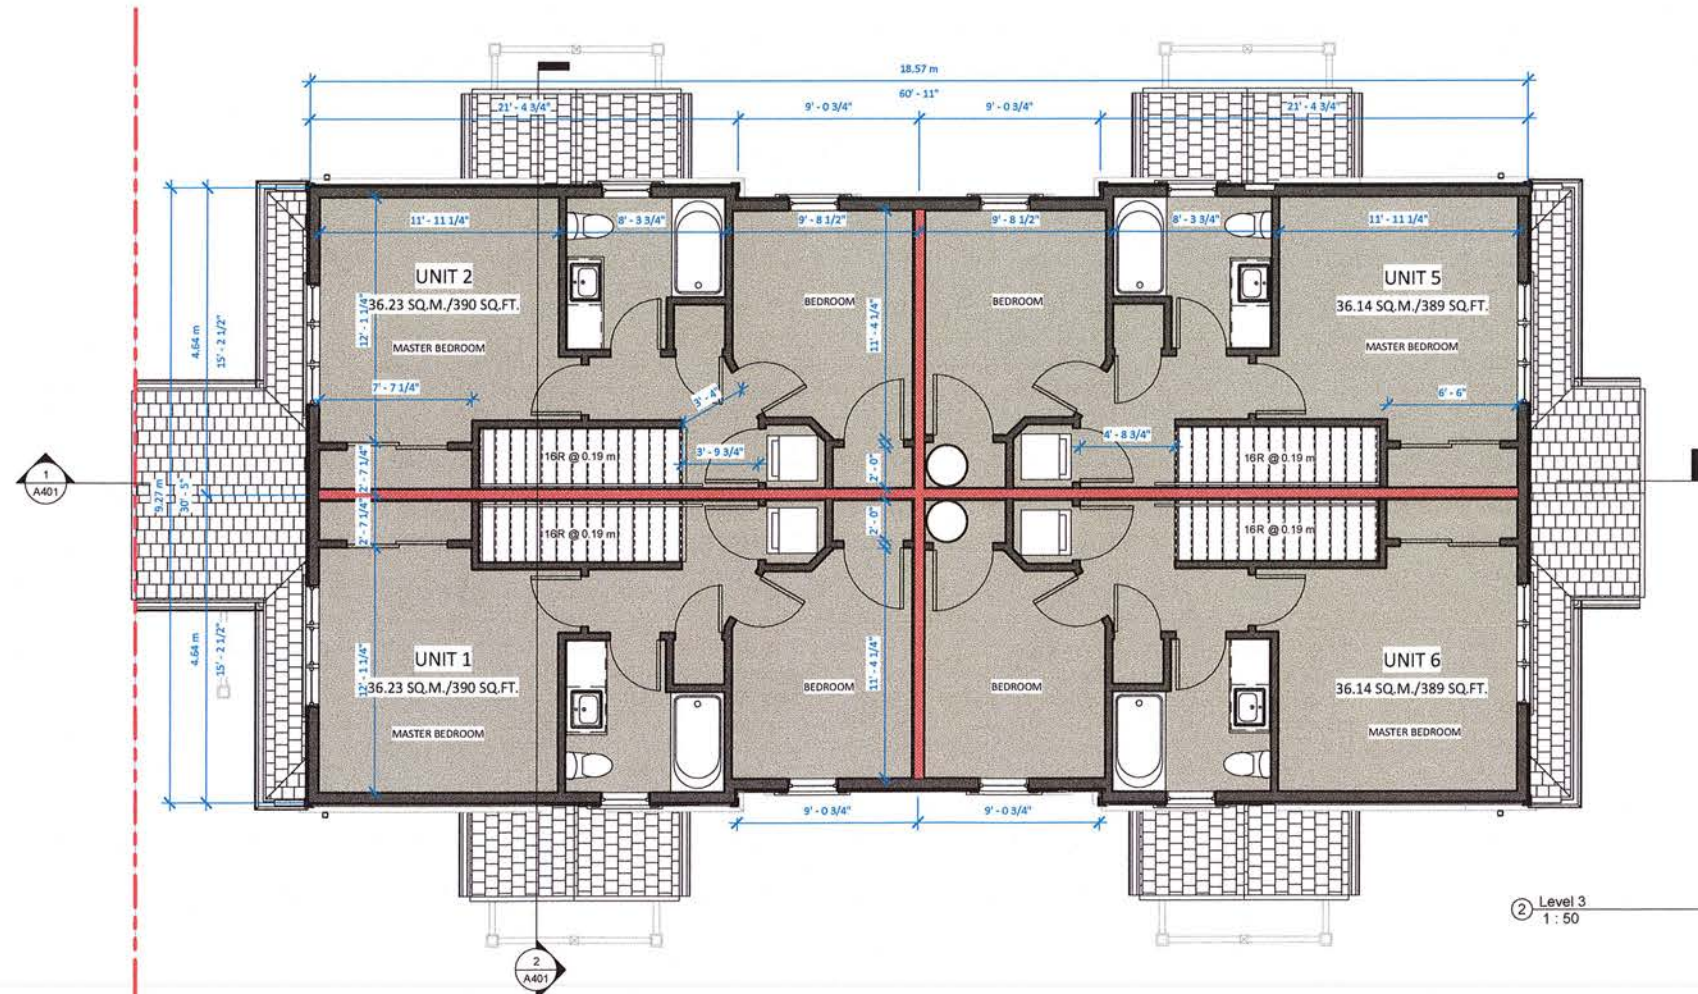 18.57 m
60' - 11"
21' - 4 3/4"
9' - 0 3/4"
9' - 0 3/4"
21' - 4 3/4"
11' - 11 1/4"
8' - 3 3/4"
9' - 8 1/2"
9' - 8 1/2"
8' - 3 3/4"
11' - 11 1/4"
UNIT 2
36.23 SQ.M./390 SQ.FT.
MASTER BEDROOM
12' - 1 1/4"
7' - 7 1/4"
BEDROOM
11' - 4 1/4"
BEDROOM
UNIT 5
36.14 SQ.M./389 SQ.FT.
MASTER BEDROOM
6' - 6"
4.64 m
15' - 2 1/2"
3' - 4"
3' - 9 3/4"
4' - 8 3/4"
16R @ 0.19 m
16R @ 0.19 m
2' - 7 1/4"
2' - 0"
1
A401
9.27 m
30' - 5"
2' - 7 1/4"
2' - 0"
16R @ 0.19 m
16R @ 0.19 m
4.64 m
15' - 2 1/2"
UNIT 1
36.23 SQ.M./390 SQ.FT.
MASTER BEDROOM
12' - 1 1/4"
BEDROOM
11' - 4 1/4"
BEDROOM
UNIT 6
36.14 SQ.M./389 SQ.FT.
MASTER BEDROOM
9' - 0 3/4"
9' - 0 3/4"
2
Level 3
1 : 50
2
A401